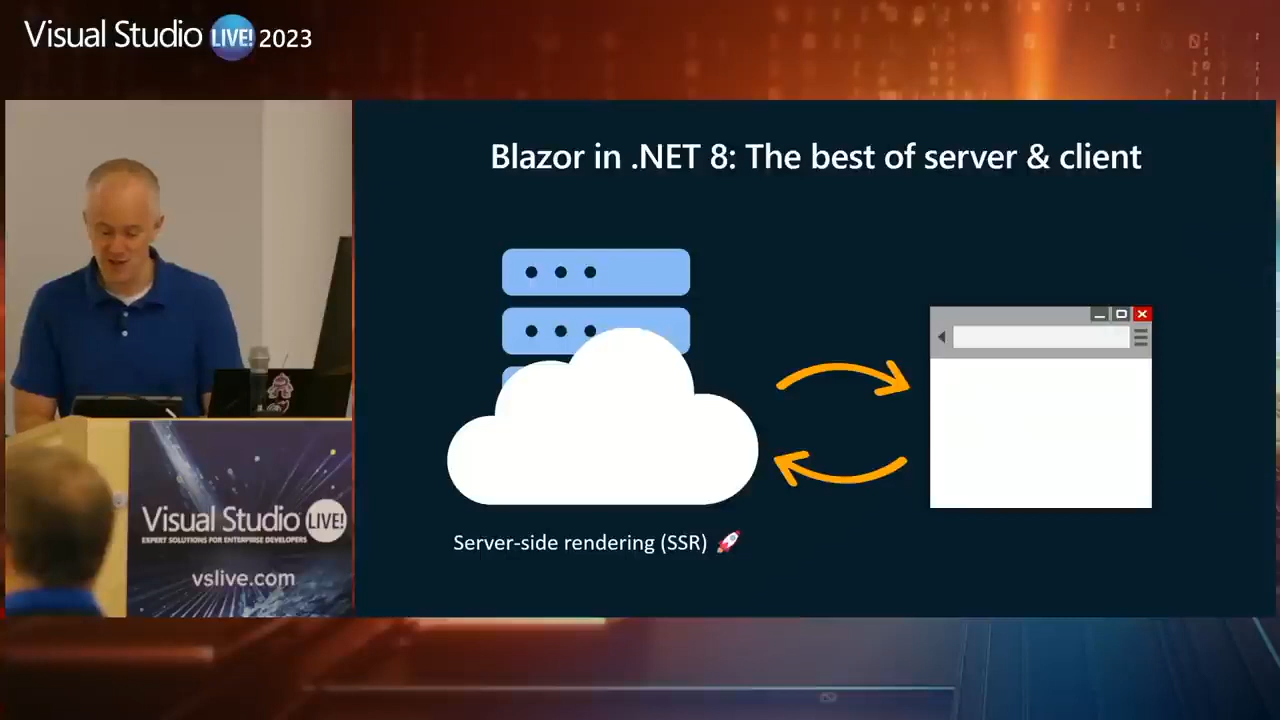 Visual Studio LIVE! 2023
Blazor in .NET 8: The best of server & client
Server-side rendering (SSR) 🚀
Visual Studio LIVE!
EXPERT SOLUTIONS FOR ENTERPRISE DEVELOPERS
vslive.com